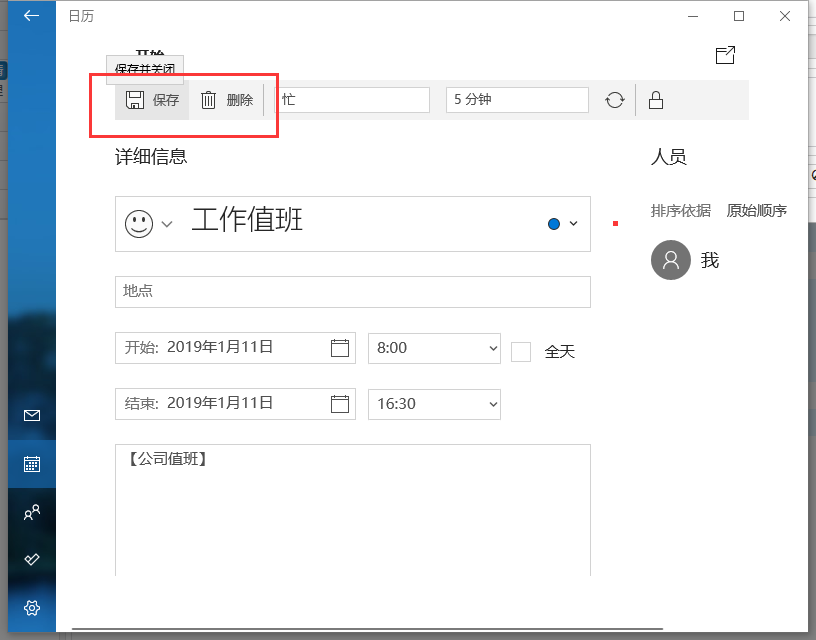 日历
开始
保存并关闭
保存 删除 忙 5 分钟
详细信息
人员
工作值班
排序依据 原始顺序
我
地点
开始: 2019年1月11日 8:00 全天
结束: 2019年1月11日 16:30
【公司值班】